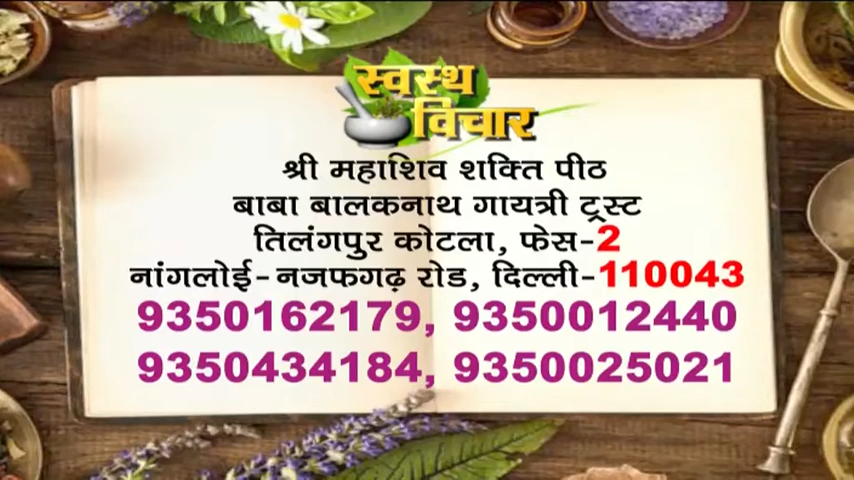 स्वस्थ
विचार
श्री महाशिव शक्ति पीठ
बाबा बालकनाथ गायत्री ट्रस्ट
तिलंगपुर कोटला, फेस-2
नांगलोई-नजफगढ़ रोड, दिल्ली-110043
9350162179, 9350012440
9350434184, 9350025021